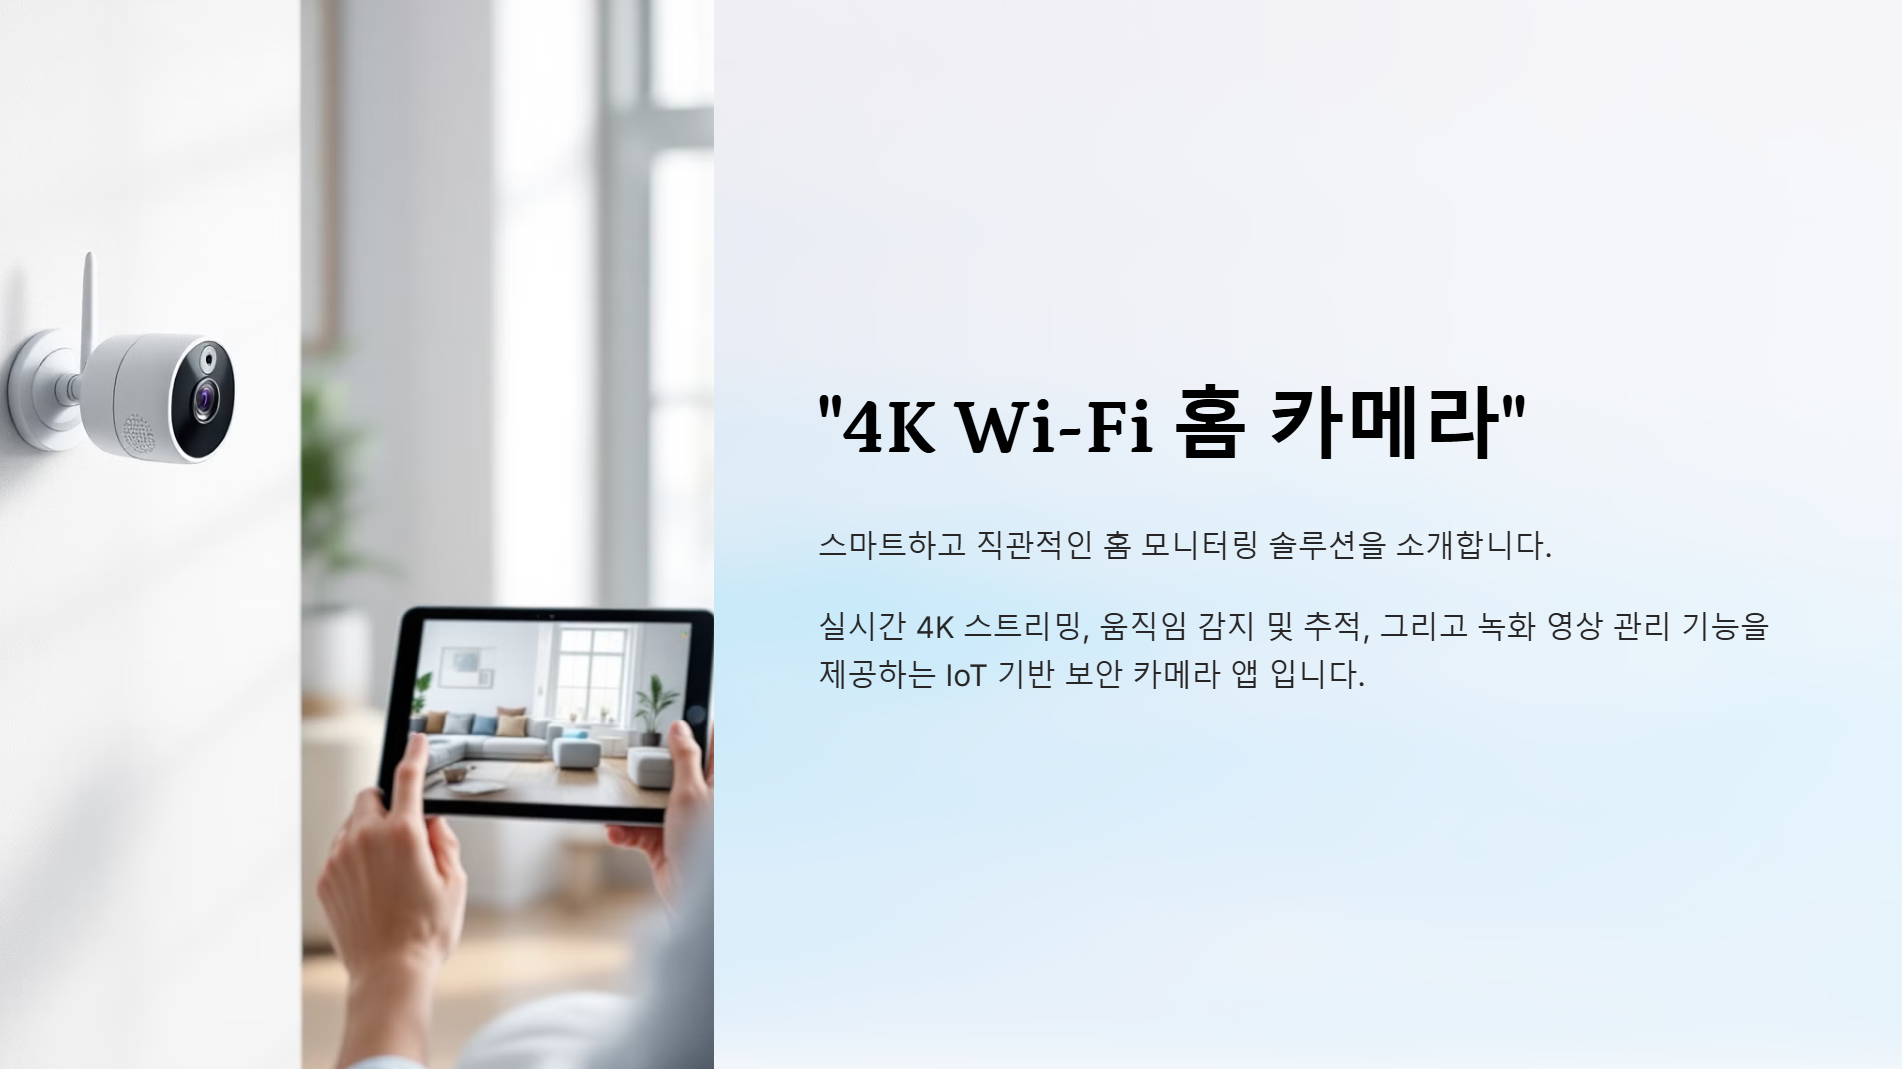 "4K Wi-Fi 홈 카메라"
스마트하고 직관적인 홈 모니터링 솔루션을 소개합니다.
실시간 4K 스트리밍, 움직임 감지 및 추적, 그리고 녹화 영상 관리 기능을
제공하는 IoT 기반 보안 카메라 앱 입니다.